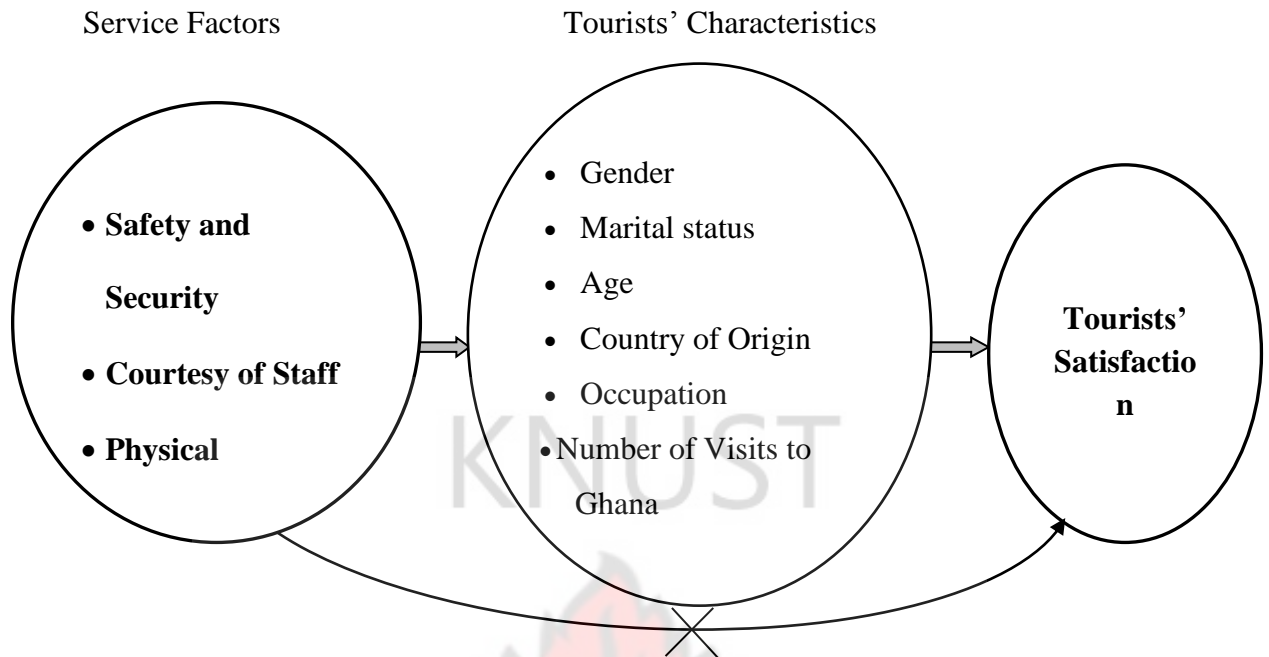 Service Factors
Tourists’ Characteristics
• Safety and
Security
• Courtesy of Staff
• Physical
• Gender
• Marital status
• Age
• Country of Origin
• Occupation
• Number of Visits to
Ghana
Tourists’
Satisfactio
n
KNUST